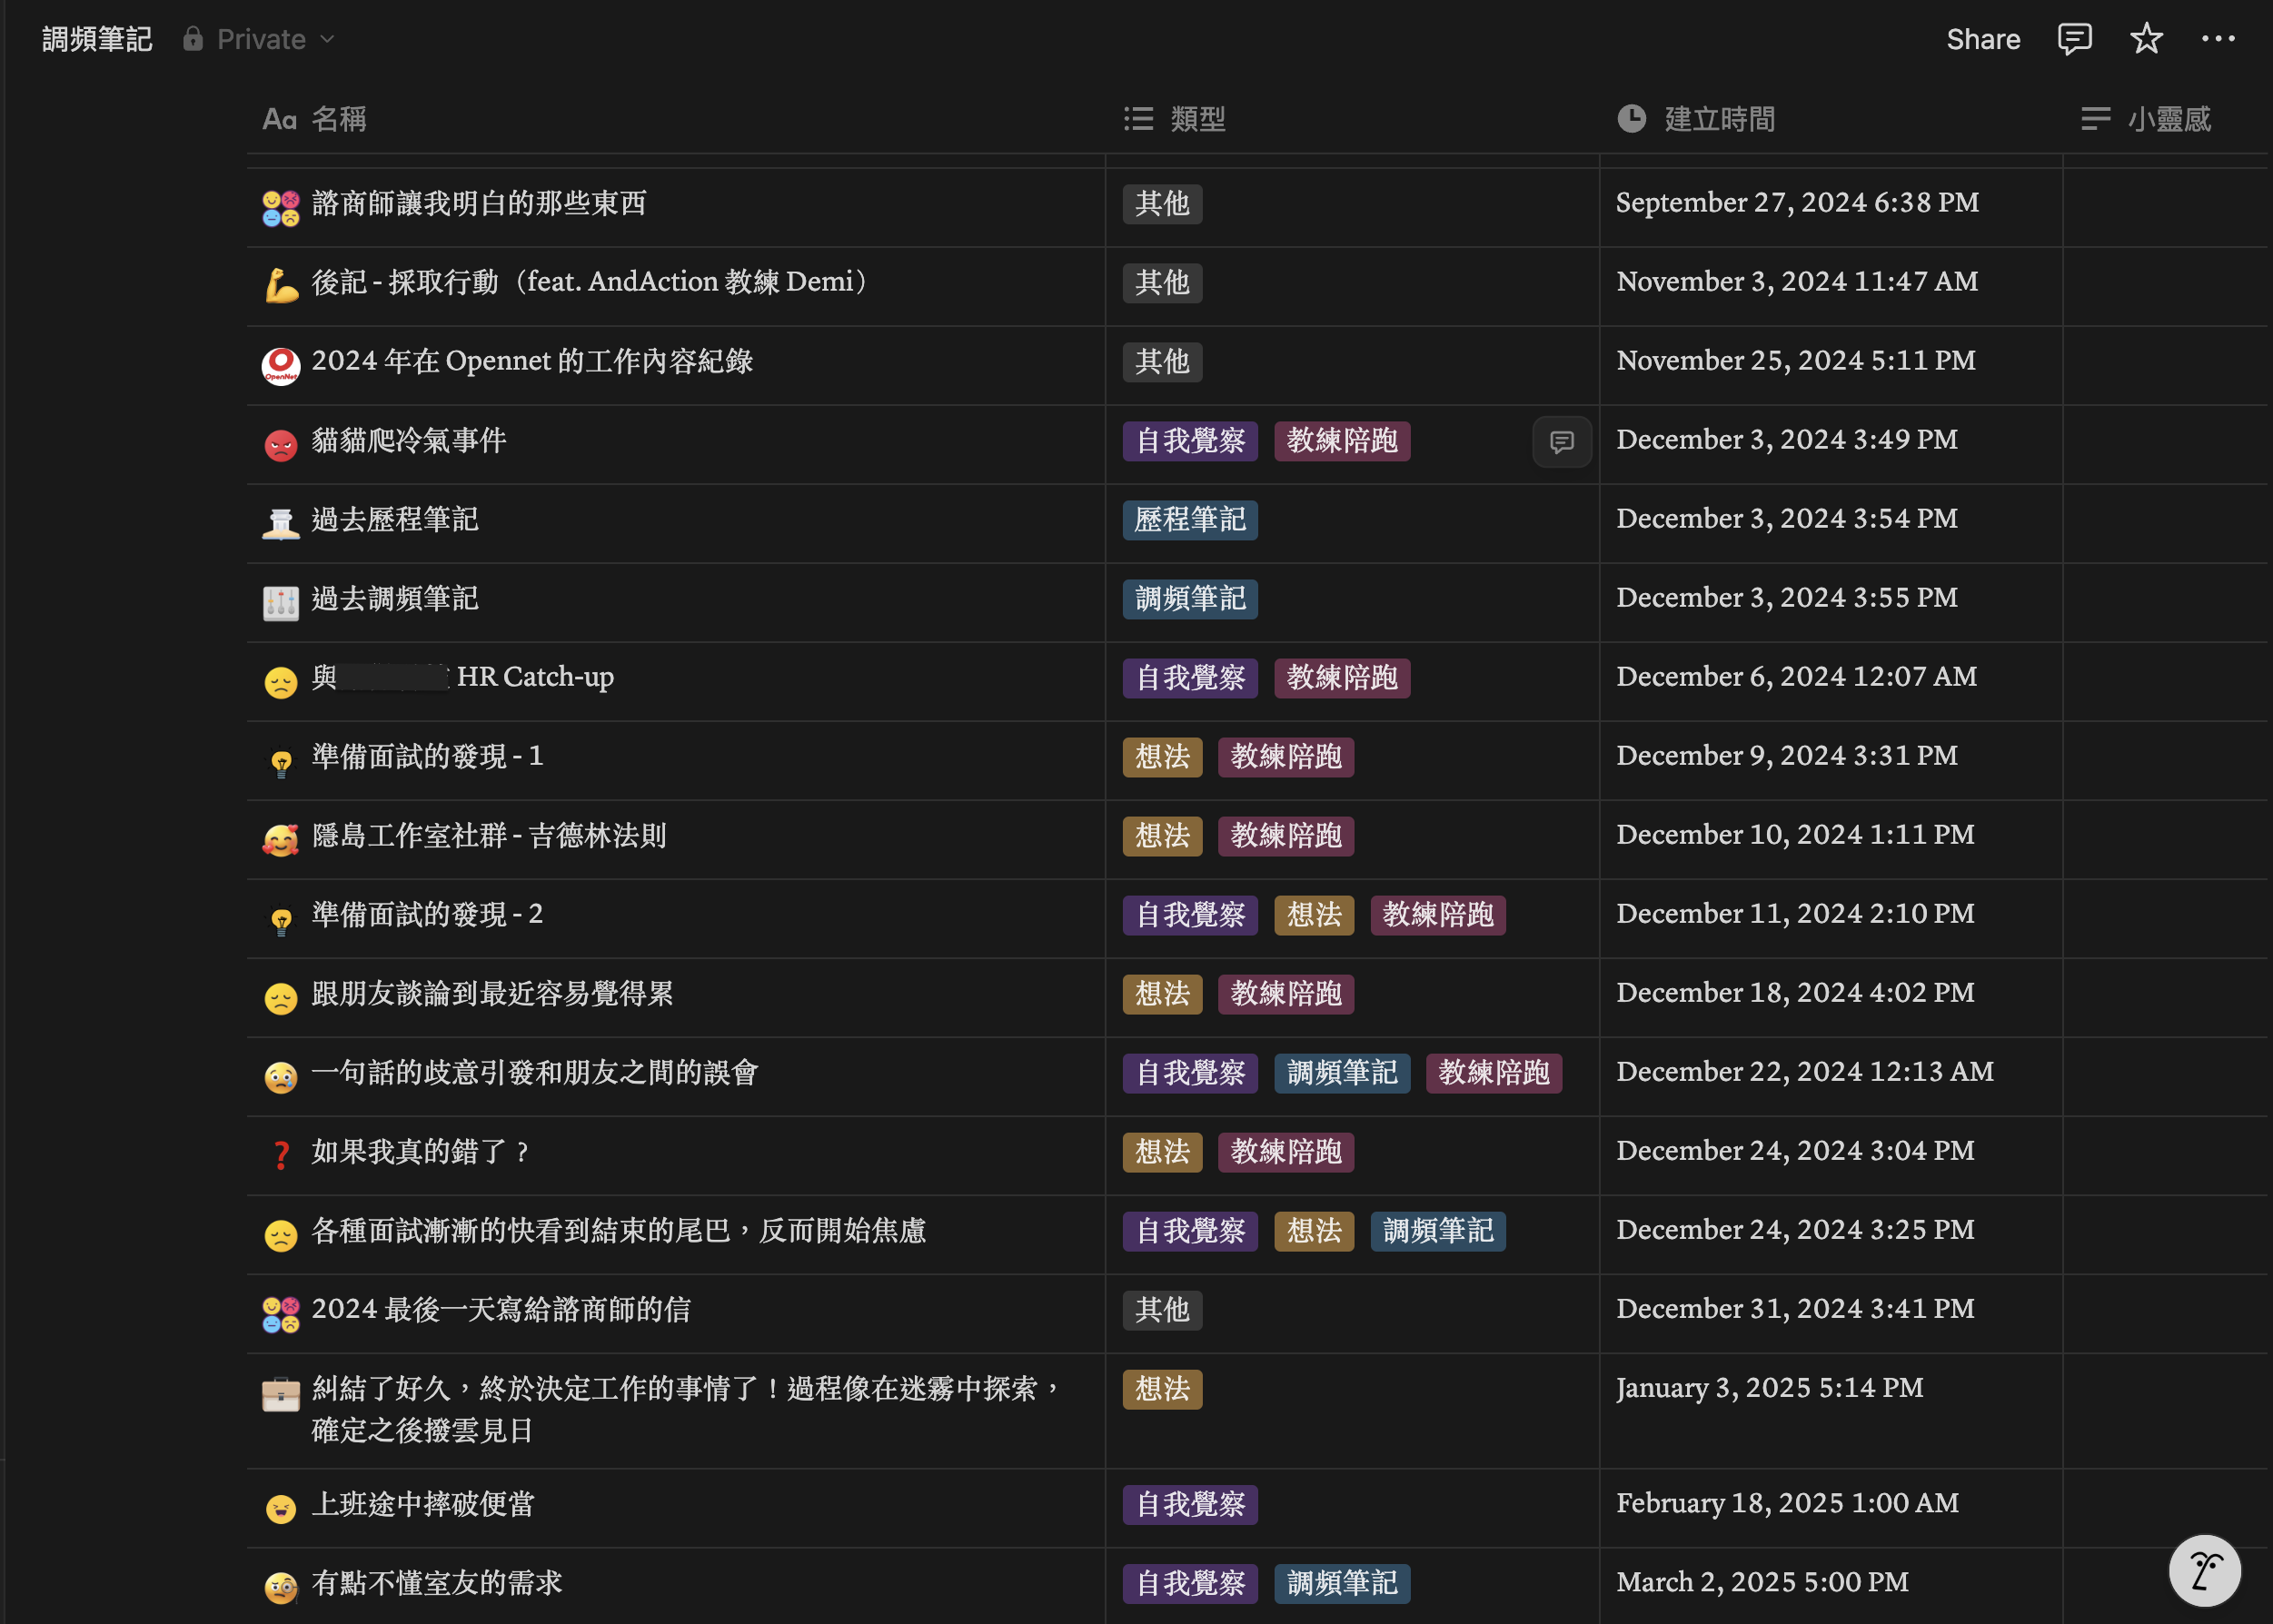 調頻筆記 Private Share
Aa 名稱 類型 建立時間 小靈感
諮商師讓我明白的那些東西 其他 September 27, 2024 6:38 PM
後記 - 採取行動（feat. AndAction 教練 Demi） 其他 November 3, 2024 11:47 AM
OpenNet 2024 年在 Opennet 的工作內容紀錄 其他 November 25, 2024 5:11 PM
貓貓爬冷氣事件 自我覺察 教練陪跑 December 3, 2024 3:49 PM
過去歷程筆記 歷程筆記 December 3, 2024 3:54 PM
過去調頻筆記 調頻筆記 December 3, 2024 3:55 PM
與 HR Catch-up 自我覺察 教練陪跑 December 6, 2024 12:07 AM
準備面試的發現 - 1 想法 教練陪跑 December 9, 2024 3:31 PM
隱島工作室社群 - 吉德林法則 想法 教練陪跑 December 10, 2024 1:11 PM
準備面試的發現 - 2 自我覺察 想法 教練陪跑 December 11, 2024 2:10 PM
跟朋友談論到最近容易覺得累 想法 教練陪跑 December 18, 2024 4:02 PM
一句話的歧意引發和朋友之間的誤會 自我覺察 調頻筆記 教練陪跑 December 22, 2024 12:13 AM
如果我真的錯了？ 想法 教練陪跑 December 24, 2024 3:04 PM
各種面試漸漸的快看到結束的尾巴，反而開始焦慮 自我覺察 想法 調頻筆記 December 24, 2024 3:25 PM
2024 最後一天寫給諮商師的信 其他 December 31, 2024 3:41 PM
糾結了好久，終於決定工作的事情了！過程像在迷霧中探索， 想法 January 3, 2025 5:14 PM
確定之後撥雲見日
上班途中摔破便當 自我覺察 February 18, 2025 1:00 AM
有點不懂室友的需求 自我覺察 調頻筆記 March 2, 2025 5:00 PM